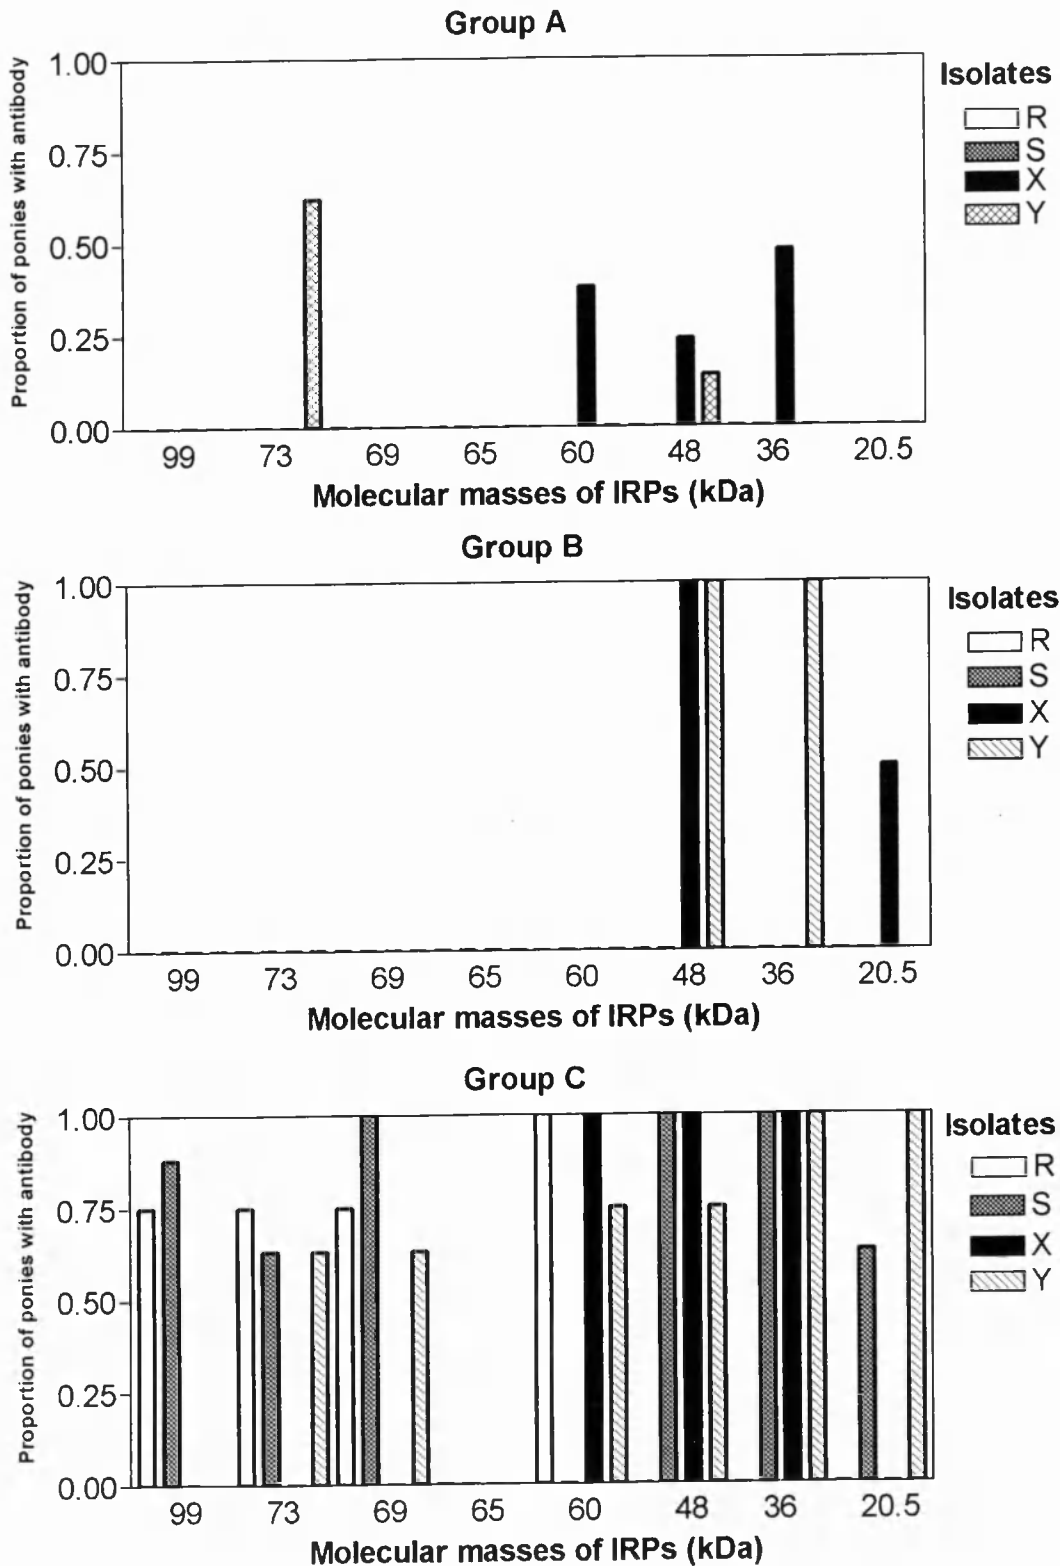 Group A
Proportion of ponies with antibody
1.00
0.75
0.50
0.25
0.00
99 73 69 65 60 48 36 20.5
Molecular masses of IRPs (kDa)
Isolates
R
S
X
Y
Group B
Proportion of ponies with antibody
1.00
0.75
0.50
0.25
0.00
99 73 69 65 60 48 36 20.5
Molecular masses of IRPs (kDa)
Isolates
R
S
X
Y
Group C
Proportion of ponies with antibody
1.00
0.75
0.50
0.25
0.00
99 73 69 65 60 48 36 20.5
Molecular masses of IRPs (kDa)
Isolates
R
S
X
Y